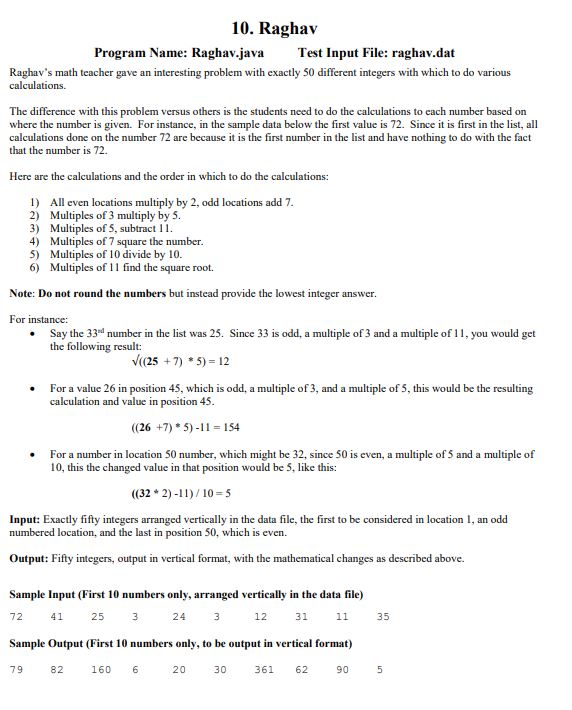 10. Raghav
Program Name: Raghav.java Test Input File: raghav.dat
Raghav's math teacher gave an interesting problem with exactly 50 different integers with which to do various
calculations.
The difference with this problem versus others is the students need to do the calculations to each number based on
where the number is given. For instance, in the sample data below the first value is 72. Since it is first in the list, all
calculations done on the number 72 are because it is the first number in the list and have nothing to do with the fact
that the number is 72.
Here are the calculations and the order in which to do the calculations:
1) All even locations multiply by 2, odd locations add 7.
2) Multiples of 3 multiply by 5.
3) Multiples of 5, subtract 11.
4) Multiples of 7 square the number.
5) Multiples of 10 divide by 10.
6) Multiples of 11 find the square root.
Note: Do not round the numbers but instead provide the lowest integer answer.
For instance:
• Say the 33rd number in the list was 25. Since 33 is odd, a multiple of 3 and a multiple of 11, you would get
the following result:
√((25 + 7) * 5) = 12
• For a value 26 in position 45, which is odd, a multiple of 3, and a multiple of 5, this would be the resulting
calculation and value in position 45.
((26 +7) * 5) -11 = 154
• For a number in location 50 number, which might be 32, since 50 is even, a multiple of 5 and a multiple of
10, this the changed value in that position would be 5, like this:
((32 * 2) -11) / 10 = 5
Input: Exactly fifty integers arranged vertically in the data file, the first to be considered in location 1, an odd
numbered location, and the last in position 50, which is even.
Output: Fifty integers, output in vertical format, with the mathematical changes as described above.
Sample Input (First 10 numbers only, arranged vertically in the data file)
72 41 25 3 24 3 12 31 11 35
Sample Output (First 10 numbers only, to be output in vertical format)
79 82 160 6 20 30 361 62 90 5